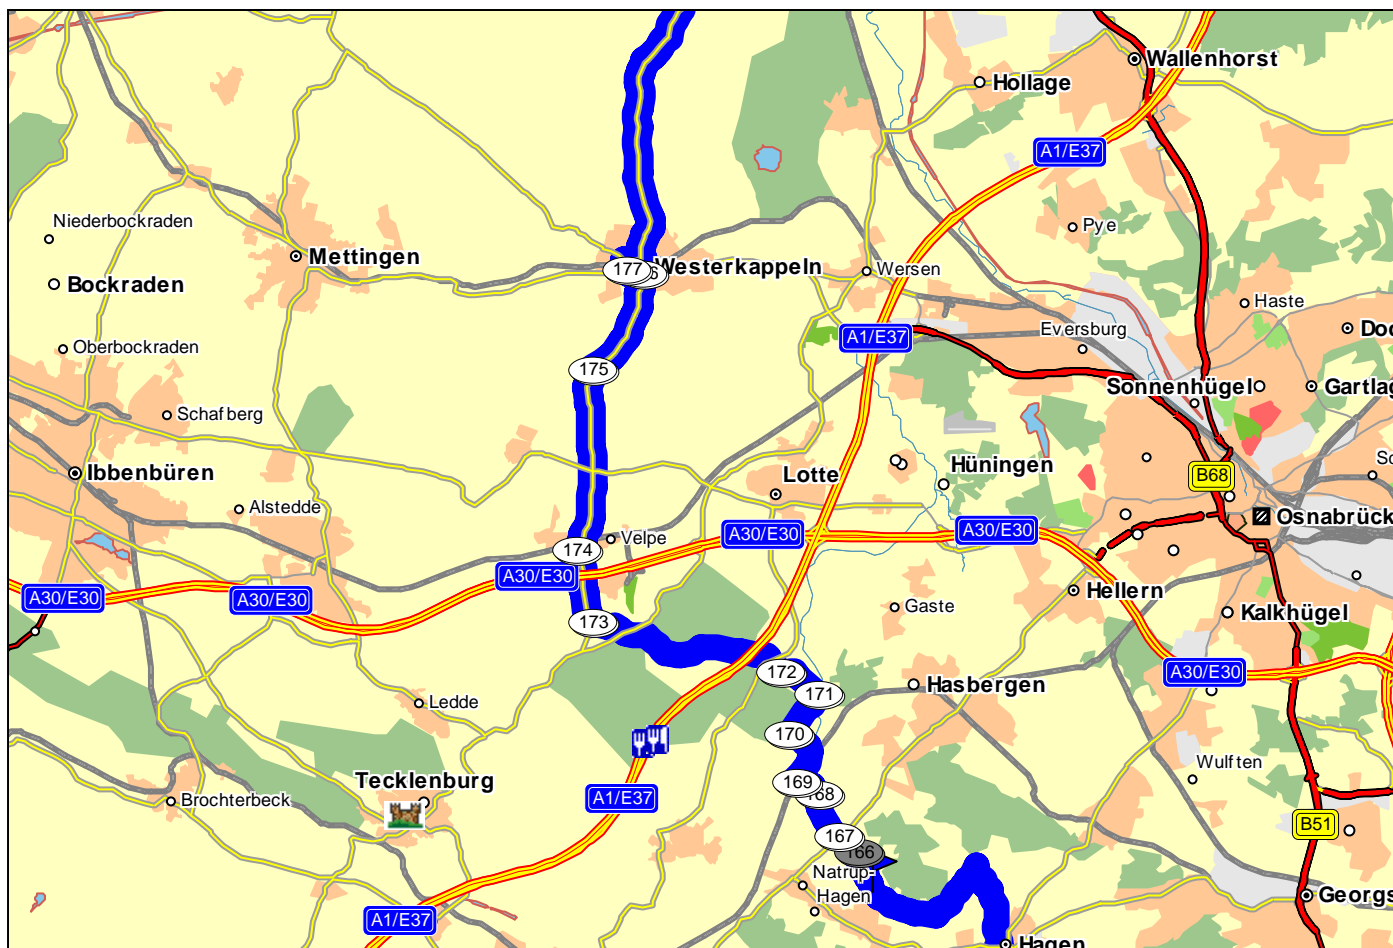 Wallenhorst
Hollage
A1/E37
Niederbockraden
Pye
Mettingen
Westerkappeln
177
Wersen
Bockraden
Haste
A1/E37
Eversburg
Oberbockraden
175
Sonnenhügel
Schafberg
Ibbenbüren
Lotte
Hüningen
B68
Alstedde
Osnabrück
A30/E30
A30/E30
Velpe
174
A30/E30
A30/E30
A30/E30
Hellern
Gaste
Kalkhügel
173
172
A30/E30
Hasbergen
171
Ledde
170
Wulften
Tecklenburg
169
168
Brochterbeck
A1/E37
B51
167
166
Natrup-
Hagen
A1/E37
Hagen